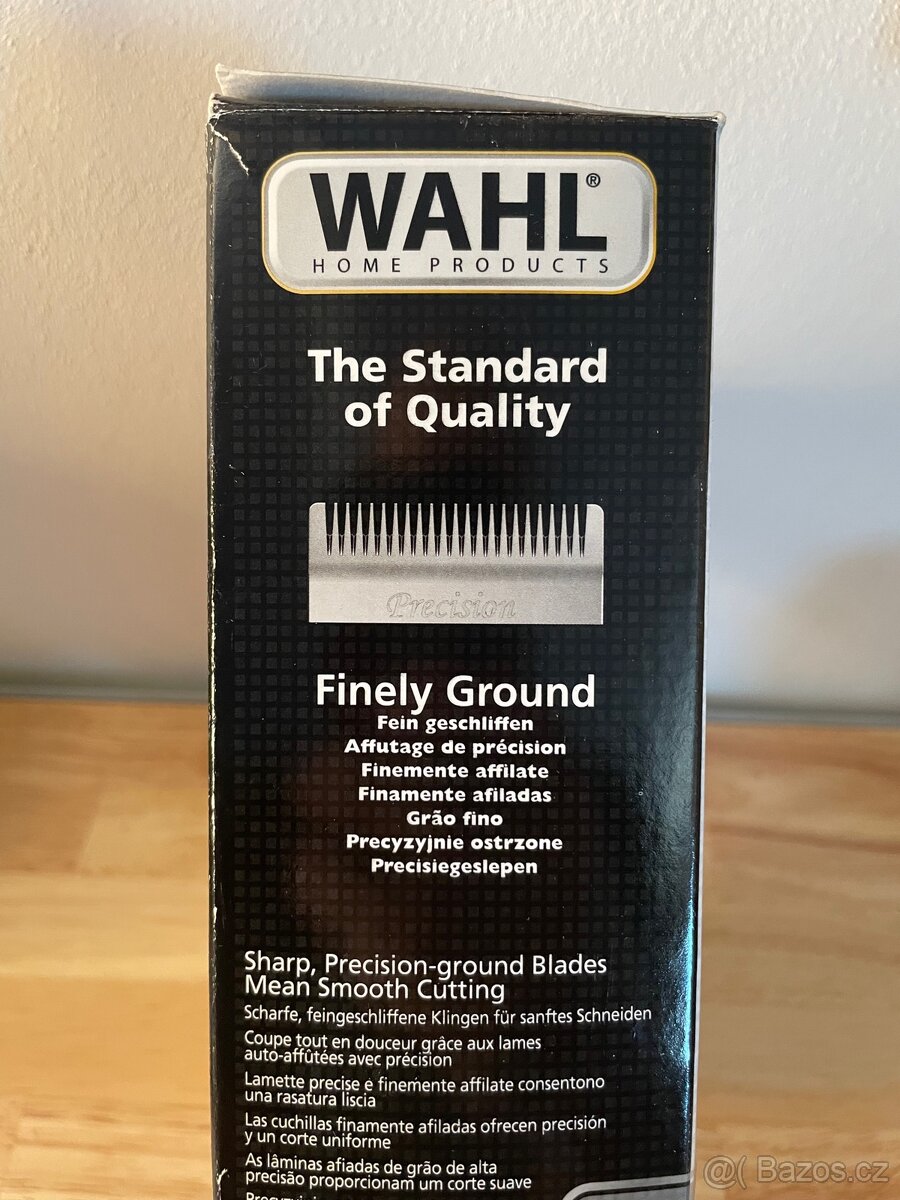 WAHL®
HOME PRODUCTS
The Standard
of Quality
Precision
Finely Ground
Fein geschliffen
Affutage de précision
Finemente affilate
Finamente afiladas
Grão fino
Precyzyjnie ostrzone
Precisiegeslepen
Sharp, Precision-ground Blades
Mean Smooth Cutting
Scharfe, feingeschliffene Klingen für sanftes Schneiden
Coupe tout en douceur grâce aux lames
auto-affûtées avec précision
Lamette precise e finemente affilate consentono
una rasatura liscia
Las cuchillas finamente afiladas ofrecen precisión
y un corte uniforme
As lâminas afiadas de grão de alta
precisão proporcionam um corte suave
@( Bazos.cz